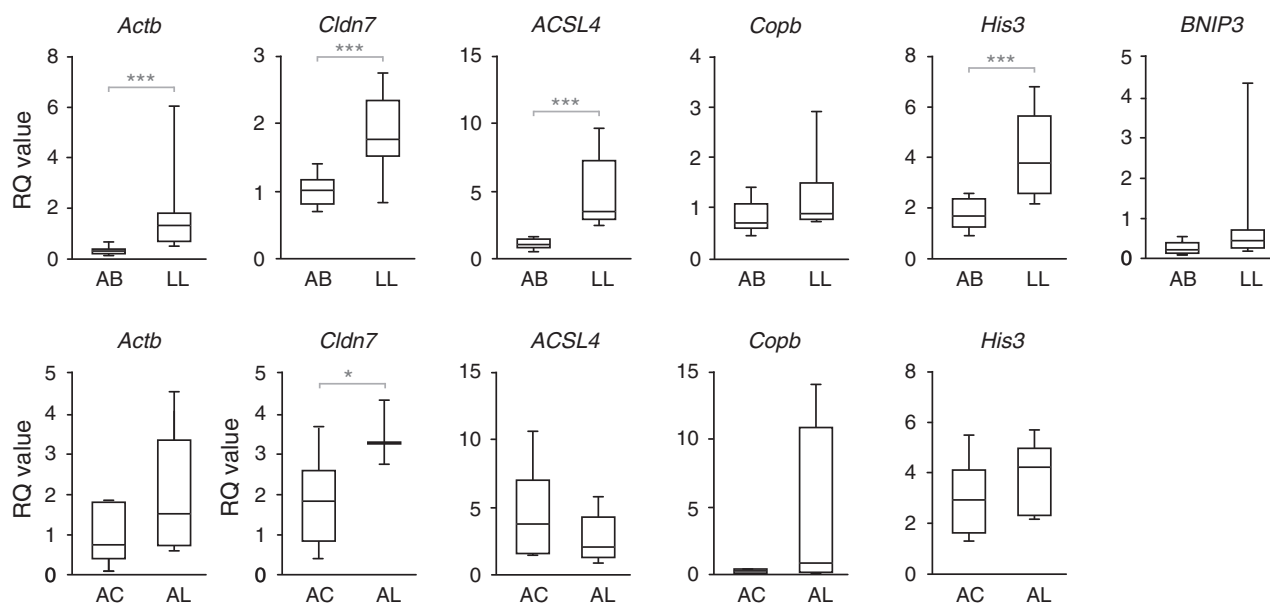 Actb
Cldn7
ACSL4
Copb
His3
BNIP3
RQ value
8
6
4
2
0
***
AB
LL
3
2
1
0
***
AB
LL
15
10
5
0
***
AB
LL
4
3
2
1
0
AB
LL
8
6
4
2
0
***
AB
LL
5
4
3
2
1
0
AB
LL
Actb
Cldn7
ACSL4
Copb
His3
RQ value
5
4
3
2
1
0
AC
AL
RQ value
5
4
3
2
1
0
*
AC
AL
15
10
5
0
AC
AL
15
10
5
0
AC
AL
8
6
4
2
0
AC
AL